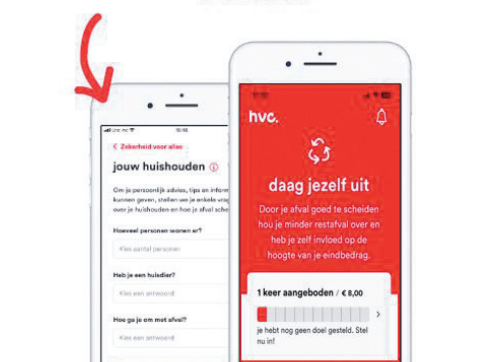 < Zekerheid voor alles
jouw huishouden
Om je persoonlijk advies, tips en inform
kunnen geven, stellen we je enkele vrag
over je huishouden en hoe je afval sche
Hoeveel personen wonen er?
Kies aantal personen
Heb je een huisdier?
Kies een antwoord
Hoe ga je om met afval?
Kies een antwoord
hvc.
daag jezelf uit
Door je afval goed te scheiden
hou je minder restafval over en
heb je zelf invloed op de
hoogte van je eindbedrag.
1 keer aangeboden / € 8,00
je hebt nog geen doel gesteld. Stel
nu in!